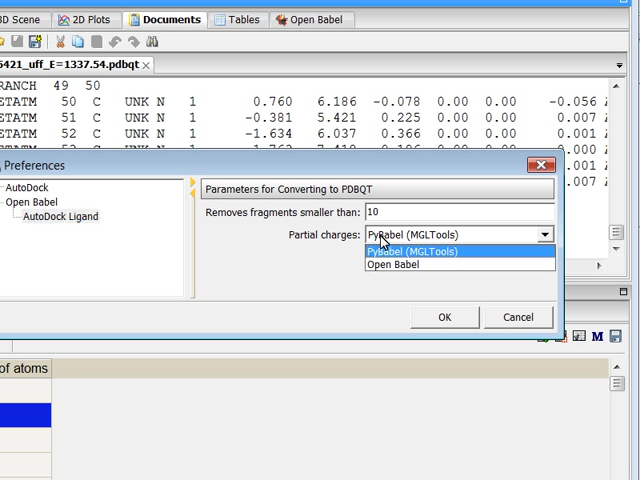 3D Scene 2D Plots Documents Tables Open Babel
5421_uff_E=1337.54.pdbqt
RANCH 49 50
ETATM 50 C UNK N 1 0.760 6.186 -0.078 0.00 0.00 -0.056
ETATM 51 C UNK N 1 -0.381 5.421 0.225 0.00 0.00 0.007
ETATM 52 C UNK N 1 -1.634 6.037 0.366 0.00 0.00 0.001
0.000
.001
.007
Preferences
AutoDock
Open Babel
AutoDock Ligand
Parameters for Converting to PDBQT
Removes fragments smaller than: 10
Partial charges: PyBabel (MGLTools)
PyBabel (MGLTools)
Open Babel
OK Cancel
M
of atoms